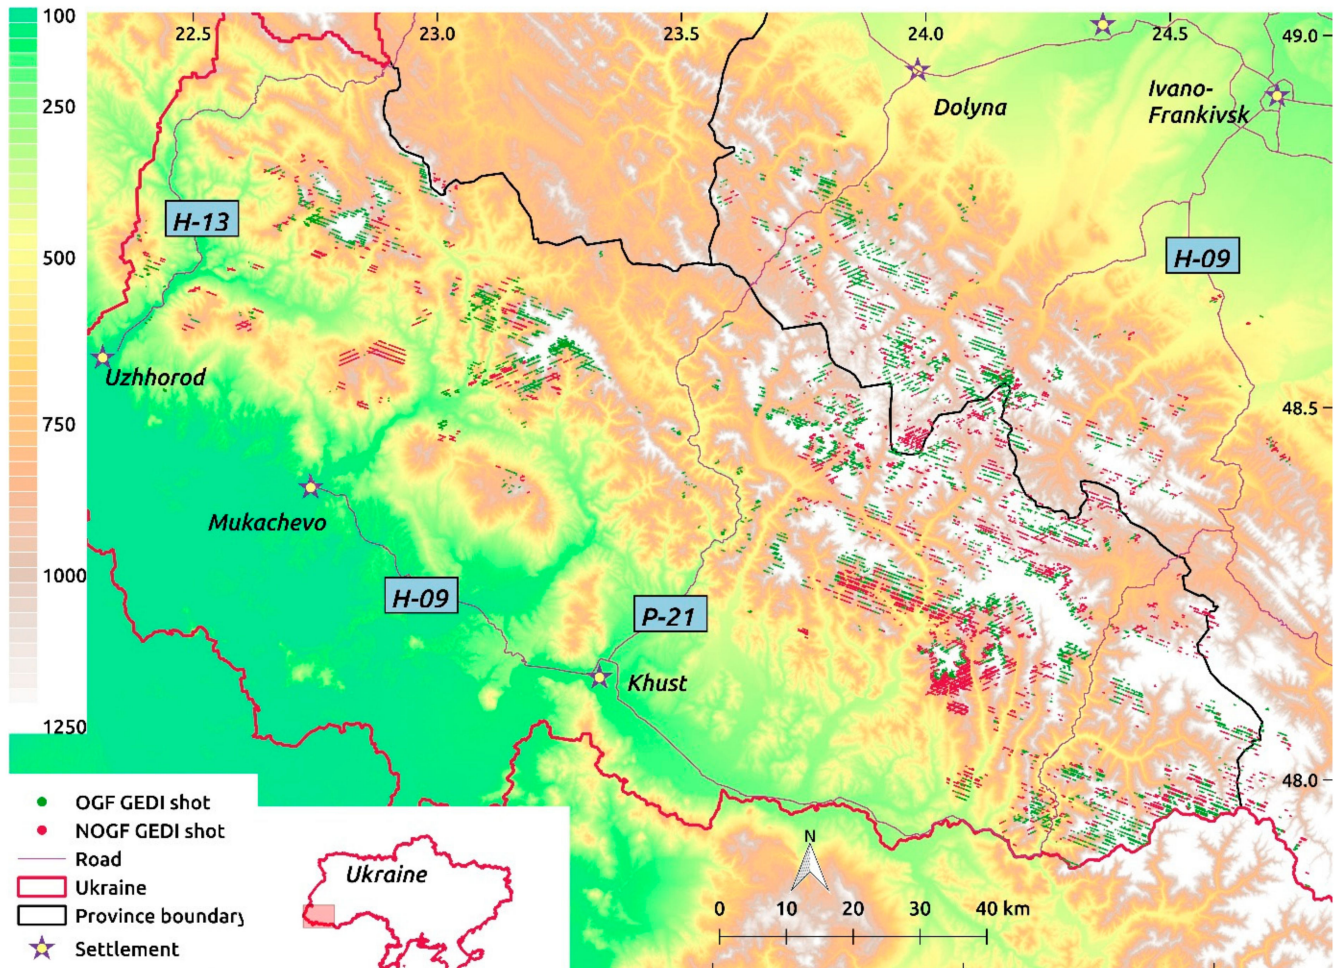 100
22.5
23.0
23.5
24.0
24.5
49.0
250
Dolyna
Ivano-
Frankivsk
H-13
500
H-09
Uzhhorod
750
48.5
Mukachevo
1000
H-09
P-21
Khust
1250
48.0
OGF GEDI shot
NOGF GEDI shot
Road
Ukraine
Province boundary
Settlement
Ukraine
N
0 10 20 30 40 km